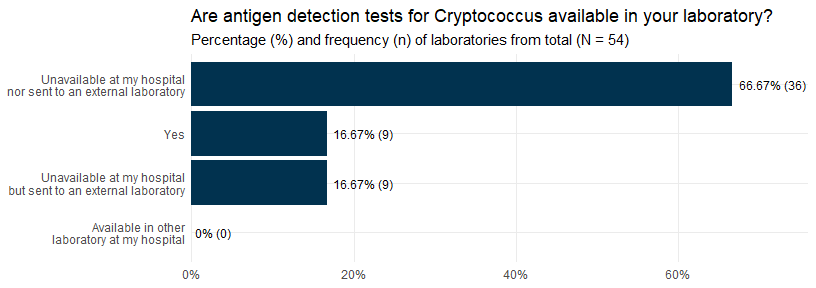 Are antigen detection tests for Cryptococcus available in your laboratory?
Percentage (%) and frequency (n) of laboratories from total (N = 54)
Unavailable at my hospital
nor sent to an external laboratory
66.67% (36)
Yes
16.67% (9)
Unavailable at my hospital
but sent to an external laboratory
16.67% (9)
Available in other
laboratory at my hospital
0% (0)
0%
20%
40%
60%